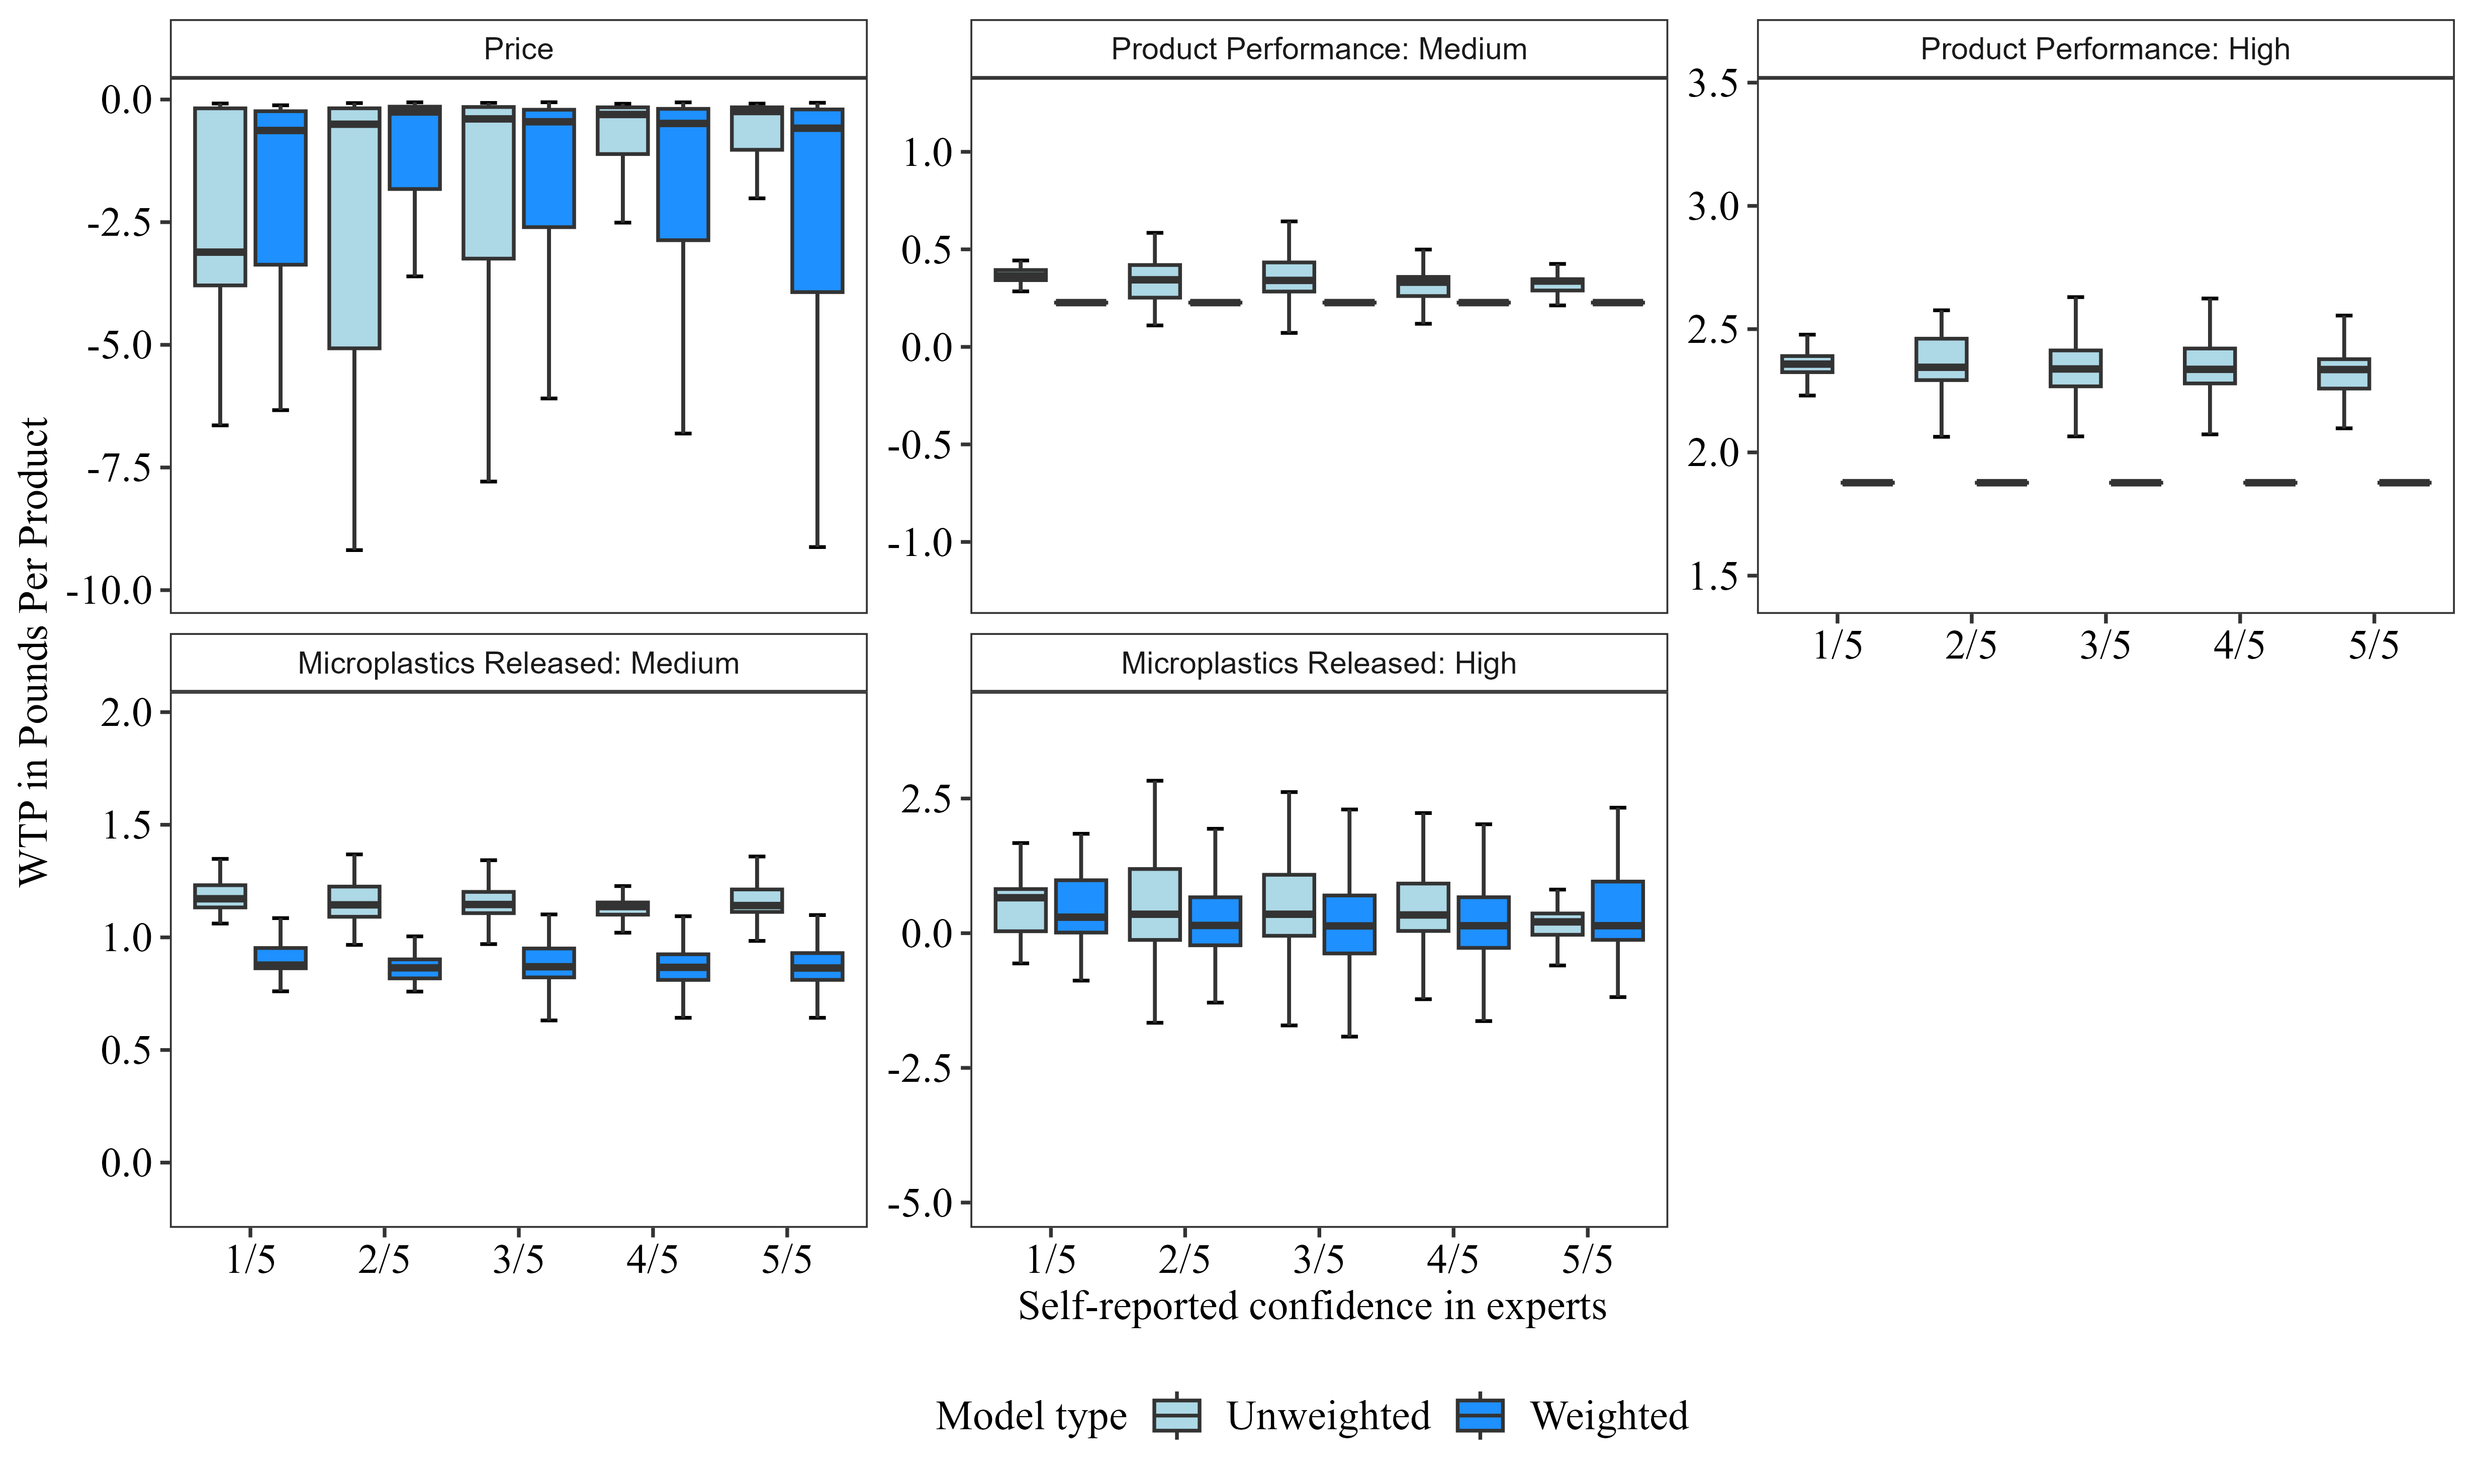 Price
Product Performance: Medium
Product Performance: High
0.0
-2.5
-5.0
-7.5
-10.0
1.0
0.5
0.0
-0.5
-1.0
3.5
3.0
2.5
2.0
1.5
1/5 2/5 3/5 4/5 5/5
WTP in Pounds Per Product
Microplastics Released: Medium
Microplastics Released: High
2.0
1.5
1.0
0.5
0.0
2.5
0.0
-2.5
-5.0
1/5 2/5 3/5 4/5 5/5
1/5 2/5 3/5 4/5 5/5
Self-reported confidence in experts
Model type Unweighted Weighted